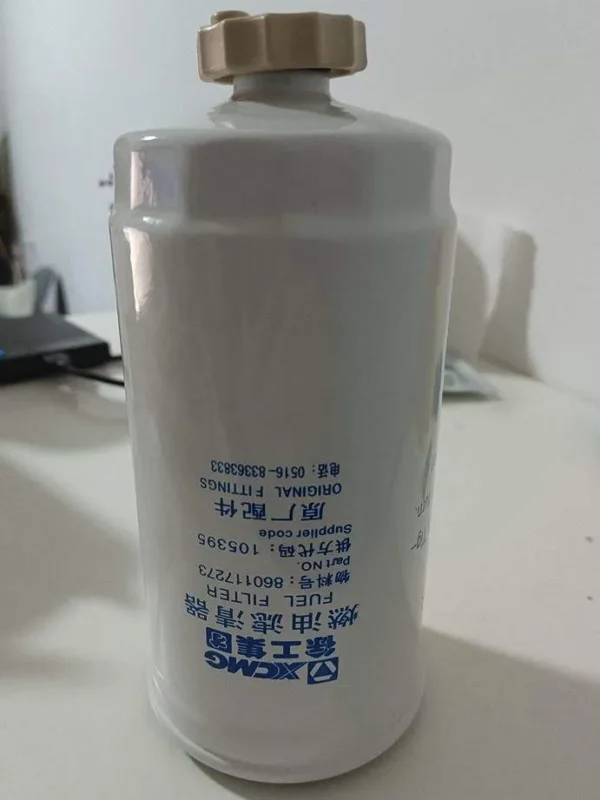 XCMG
徐工集团
燃油滤清器
FUEL FILTER
物料号：860117273
Part NO.
供方代码：105395
Supplier code
原厂配件
ORIGINAL FITTINGS
电话：0516-83363833